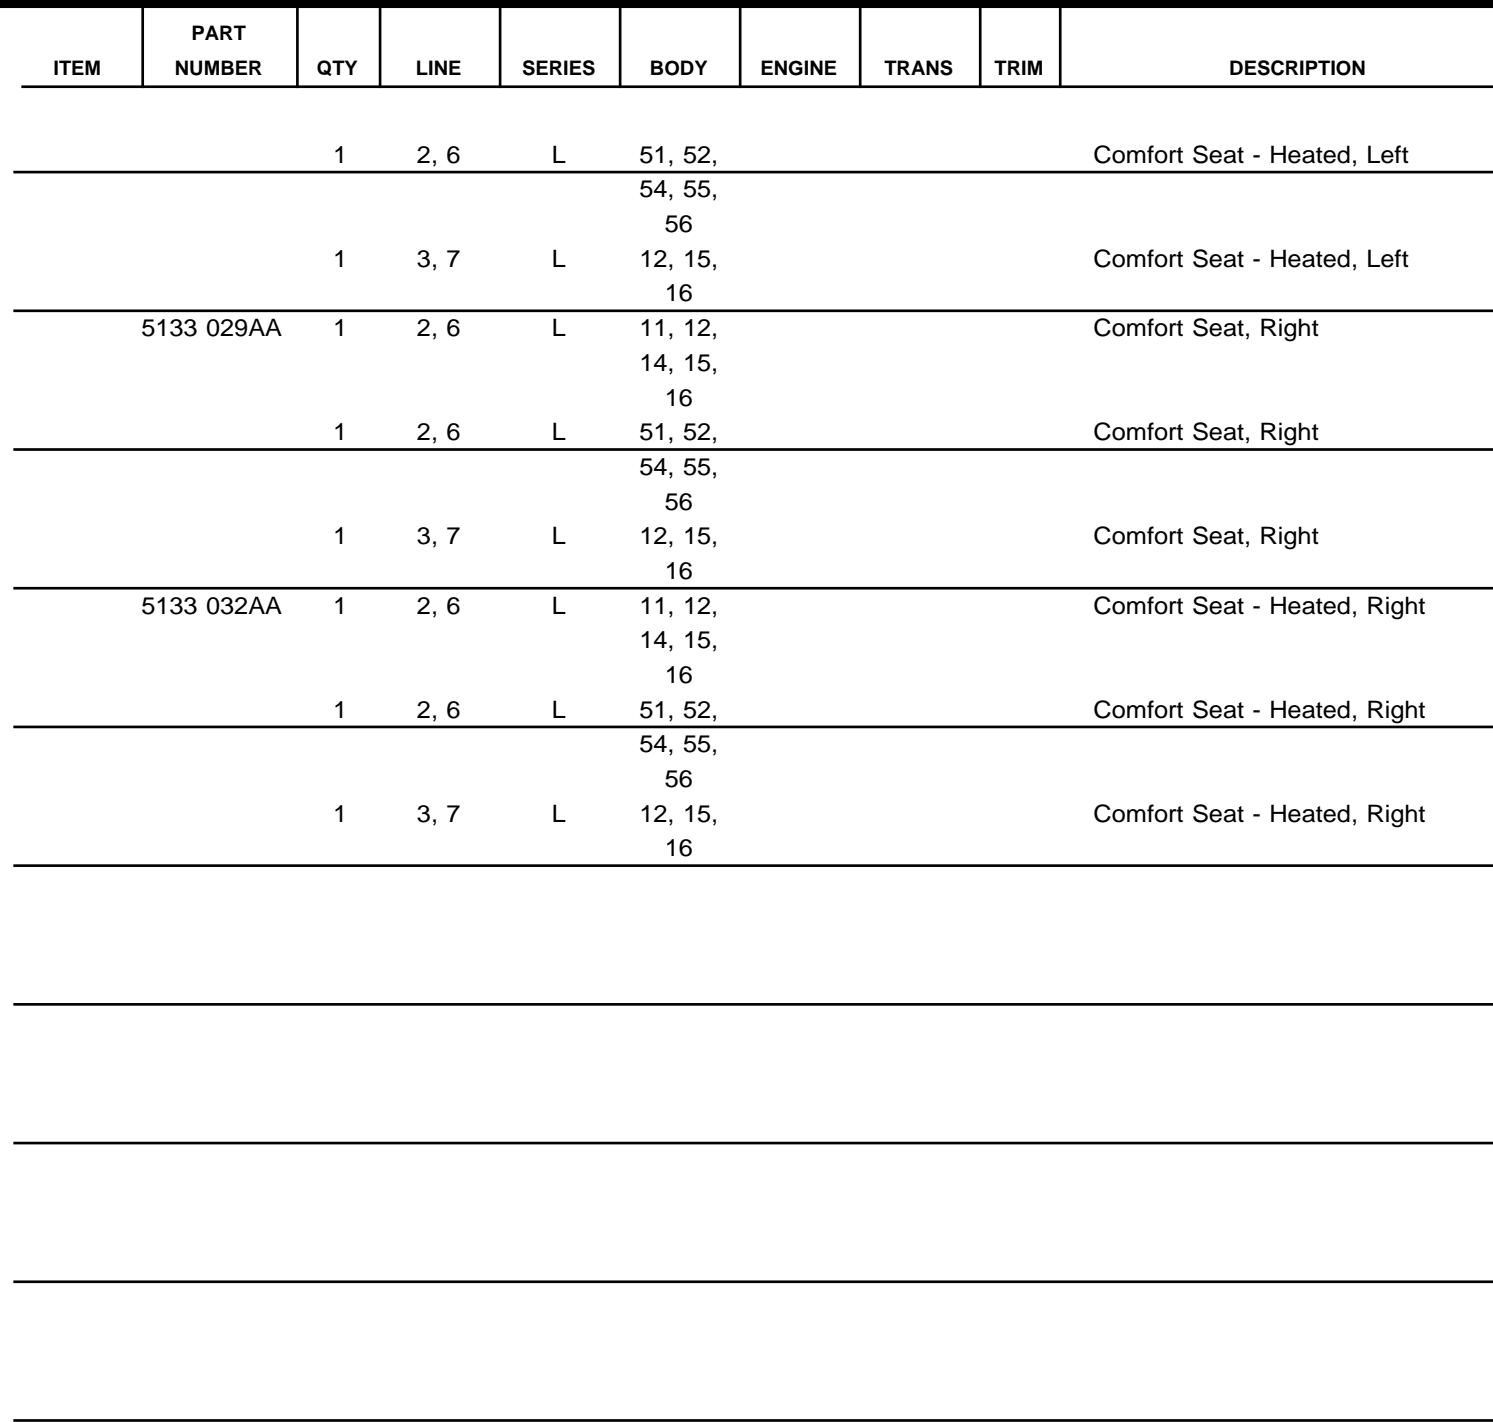 PART
ITEM NUMBER QTY LINE SERIES BODY ENGINE TRANS TRIM DESCRIPTION
1 2, 6 L 51, 52, Comfort Seat - Heated, Left
54, 55,
56
1 3, 7 L 12, 15, Comfort Seat - Heated, Left
16
5133 029AA 1 2, 6 L 11, 12, Comfort Seat, Right
14, 15,
16
1 2, 6 L 51, 52, Comfort Seat, Right
54, 55,
56
1 3, 7 L 12, 15, Comfort Seat, Right
16
5133 032AA 1 2, 6 L 11, 12, Comfort Seat - Heated, Right
14, 15,
16
1 2, 6 L 51, 52, Comfort Seat - Heated, Right
54, 55,
56
1 3, 7 L 12, 15, Comfort Seat - Heated, Right
16